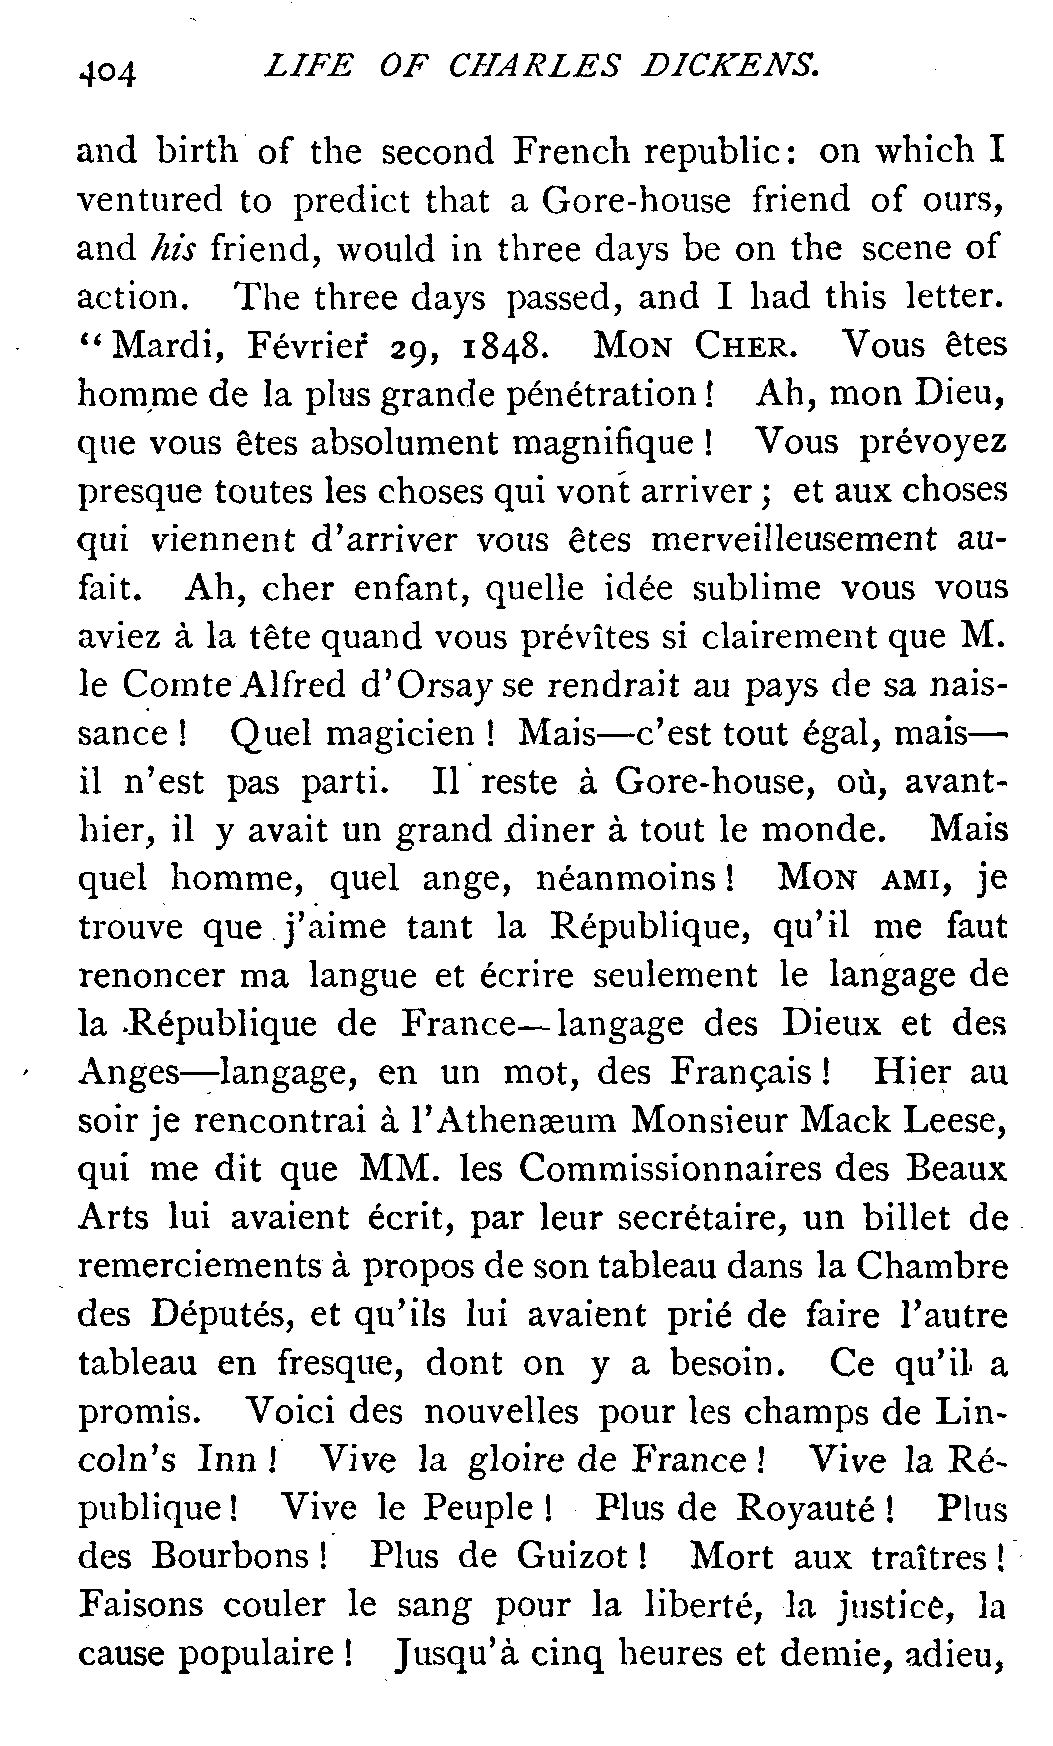 404 LIFE OF CHARLES DICKENS.
and birth of the second French republic: on which I
ventured to predict that a Gore-house friend of ours,
and his friend, would in three days be on the scene of
action. The three days passed, and I had this letter.
“Mardi, Février 29, 1848. MON CHER. Vous êtes
homme de la plus grande pénétration ! Ah, mon Dieu,
que vous êtes absolument magnifique ! Vous prévoyez
presque toutes les choses qui vont arriver ; et aux choses
qui viennent d'arriver vous êtes merveilleusement au-
fait. Ah, cher enfant, quelle idée sublime vous vous
aviez à la tête quand vous prévîtes si clairement que M.
le Comte Alfred d'Orsay se rendrait au pays de sa nais-
sance ! Quel magicien ! Mais—c'est tout égal, mais—
il n'est pas parti. Il reste à Gore-house, où, avant-
hier, il y avait un grand diner à tout le monde. Mais
quel homme, quel ange, néanmoins ! MON AMI, je
trouve que j'aime tant la République, qu'il me faut
renoncer ma langue et écrire seulement le langage de
la République de France—langage des Dieux et des
Anges—langage, en un mot, des Français ! Hier au
soir je rencontrai à l'Athenæum Monsieur Mack Leese,
qui me dit que MM. les Commissionnaires des Beaux
Arts lui avaient écrit, par leur secrétaire, un billet de
remerciements à propos de son tableau dans la Chambre
des Députés, et qu'ils lui avaient prié de faire l'autre
tableau en fresque, dont on y a besoin. Ce qu'il a
promis. Voici des nouvelles pour les champs de Lin-
coln's Inn ! Vive la gloire de France ! Vive la Ré-
publique ! Vive le Peuple ! Plus de Royauté ! Plus
des Bourbons ! Plus de Guizot ! Mort aux traîtres !
Faisons couler le sang pour la liberté, la justice, la
cause populaire ! Jusqu'à cinq heures et demie, adieu,